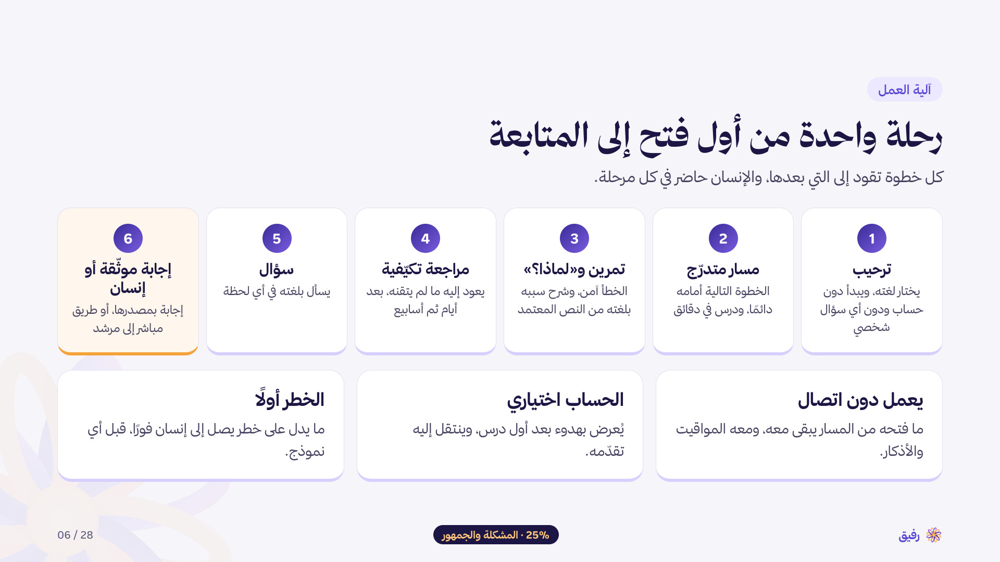 آلية العمل
رحلة واحدة من أول فتح إلى المتابعة
كل خطوة تقود إلى التي بعدها، والإنسان حاضر في كل مرحلة.
1
ترحيب
يختار لغته، ويبدأ دون
حساب ودون أي سؤال
شخصي
2
مسار متدرّج
الخطوة التالية أمامه
دائمًا، ودرس في دقائق
3
تمرين و«لماذا؟»
الخطأ آمن، وشرح سببه
بلغته من النص المعتمد
4
مراجعة تكيّفية
يعود إليه ما لم يتقنه، بعد
أيام ثم أسابيع
5
سؤال
يسأل بلغته في أي لحظة
6
إجابة موثّقة أو
إنسان
إجابة بمصدرها، أو طريق
مباشر إلى مرشد
يعمل دون اتصال
ما فتحه من المسار يبقى معه، ومعه المواقيت
والأذكار.
الحساب اختياري
يُعرض بهدوء بعد أول درس، وينتقل إليه
تقدّمه.
الخطر أولًا
ما يدل على خطر يصل إلى إنسان فورًا، قبل أي
نموذج.
رفيق
25% · المشكلة والجمهور
06 / 28